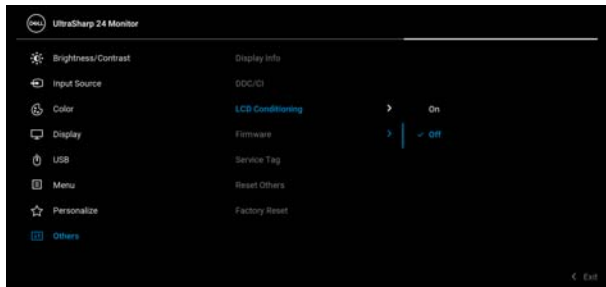 DELL UltraSharp 24 Monitor
Brightness/Contrast
Display Info
Input Source
DDC/CI
Color
LCD Conditioning
On
Display
Firmware
Off
USB
Service Tag
Menu
Reset Others
Personalize
Factory Reset
Others
Exit